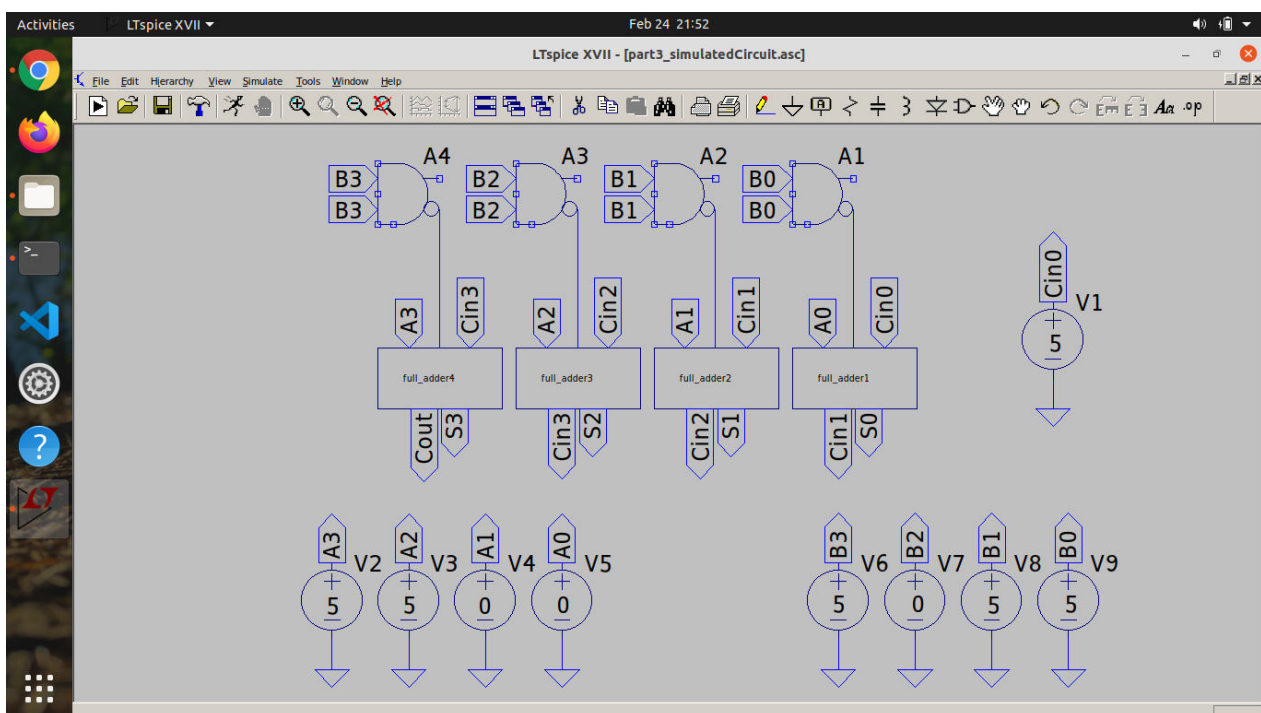 Activities LTspice XVII Feb 24 21:52
LTspice XVII - [part3_simulatedCircuit.asc]
File Edit Hierarchy View Simulate Tools Window Help
A4 A3 A2 A1
B3 B2 B1 B0
B3 B2 B1 B0
A3 Cin3 A2 Cin2 A1 Cin1 A0 Cin0
Cin0 V1
+
5
full_adder4 full_adder3 full_adder2 full_adder1
Cout S3 Cin3 S2 Cin2 S1 Cin1 S0
A3 V2 A2 V3 A1 V4 A0 V5 B3 V6 B2 V7 B1 V8 B0 V9
+ + + + + + + +
5 5 0 0 5 0 5 5